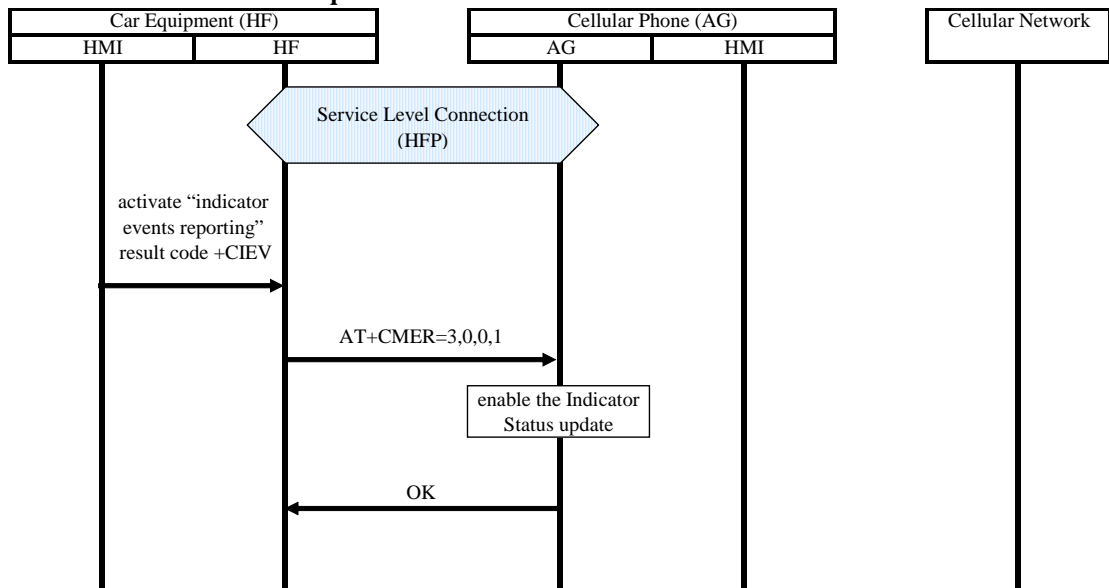 Car Equipment (HF)
Cellular Phone (AG)
Cellular Network
HMI
HF
AG
HMI
Service Level Connection
(HFP)
activate “indicator
events reporting”
result code +CIEV
AT+CMER=3,0,0,1
enable the Indicator
Status update
OK